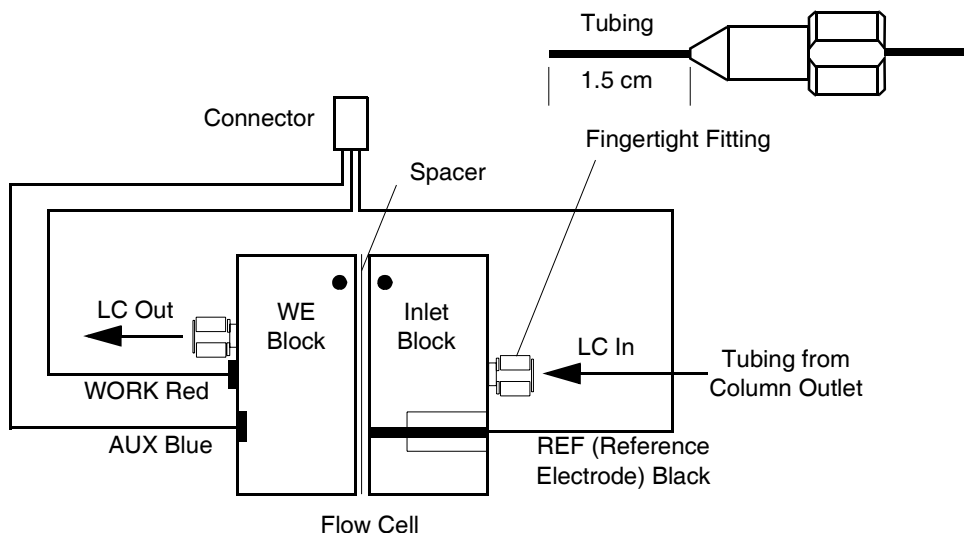 Tubing
1.5 cm
Connector
Fingertight Fitting
Spacer
LC Out
WE
Block
Inlet
Block
LC In
Tubing from
Column Outlet
WORK Red
AUX Blue
REF (Reference
Electrode) Black
Flow Cell